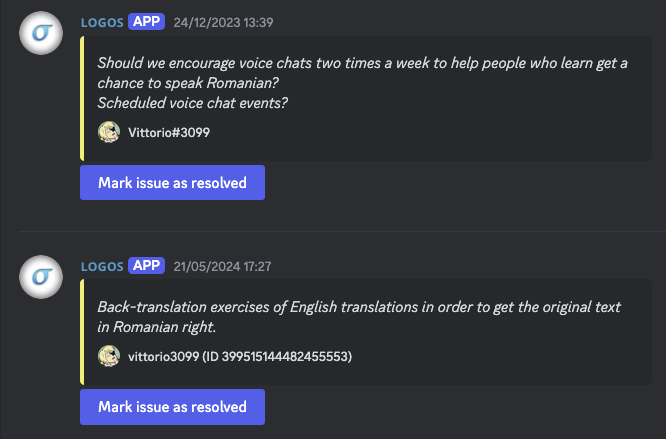 LOGOS APP 24/12/2023 13:39
Should we encourage voice chats two times a week to help people who learn get a
chance to speak Romanian?
Scheduled voice chat events?
Vittorio#3099
Mark issue as resolved
LOGOS APP 21/05/2024 17:27
Back-translation exercises of English translations in order to get the original text
in Romanian right.
vittorio3099 (ID 399515144482455553)
Mark issue as resolved